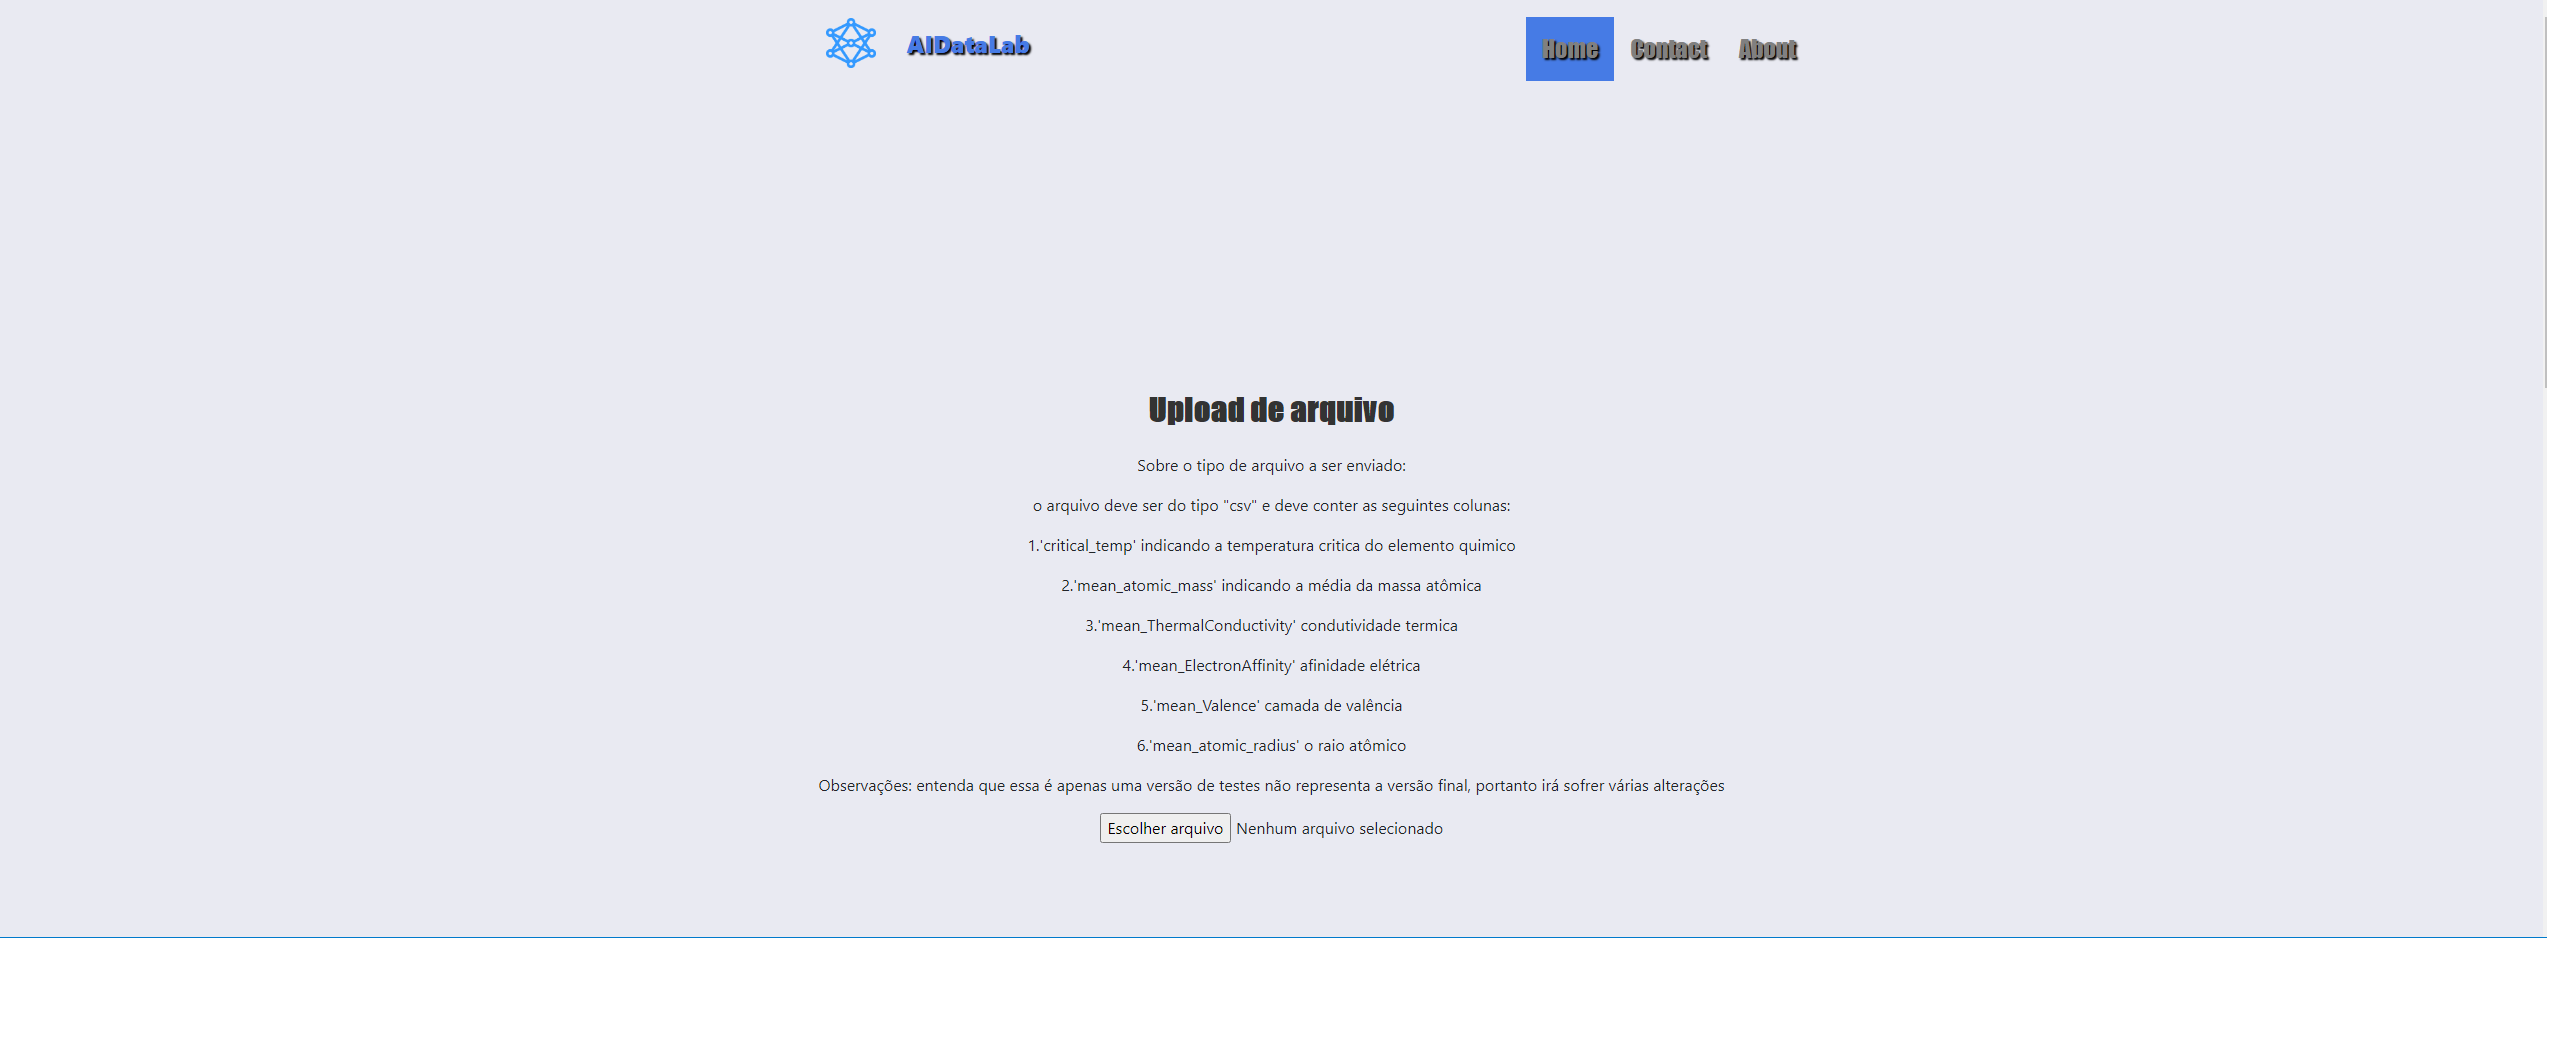 AIDataLab
Home Contact About
Upload de arquivo
Sobre o tipo de arquivo a ser enviado:
o arquivo deve ser do tipo "csv" e deve conter as seguintes colunas:
1.'critical_temp' indicando a temperatura critica do elemento quimico
2.'mean_atomic_mass' indicando a média da massa atômica
3.'mean_ThermalConductivity' condutividade termica
4.'mean_ElectronAffinity' afinidade elétrica
5.'mean_Valence' camada de valência
6.'mean_atomic_radius' o raio atômico
Observações: entenda que essa é apenas uma versão de testes não representa a versão final, portanto irá sofrer várias alterações
Escolher arquivo Nenhum arquivo selecionado